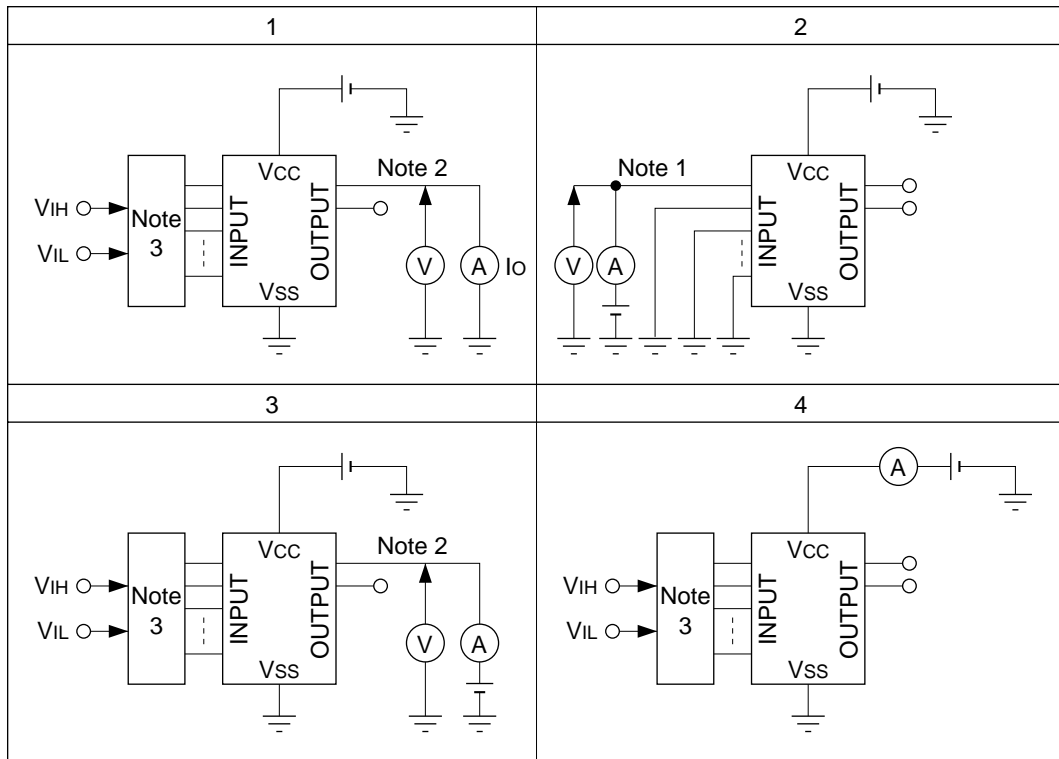 1
VCC
Note 2
VIH
Note
3
INPUT
OUTPUT
VIL
V
A
IO
VSS
2
Note 1
VCC
V
A
INPUT
OUTPUT
VSS
3
VCC
Note 2
VIH
Note
3
INPUT
OUTPUT
VIL
V
A
VSS
4
A
VCC
VIH
Note
3
INPUT
OUTPUT
VIL
VSS